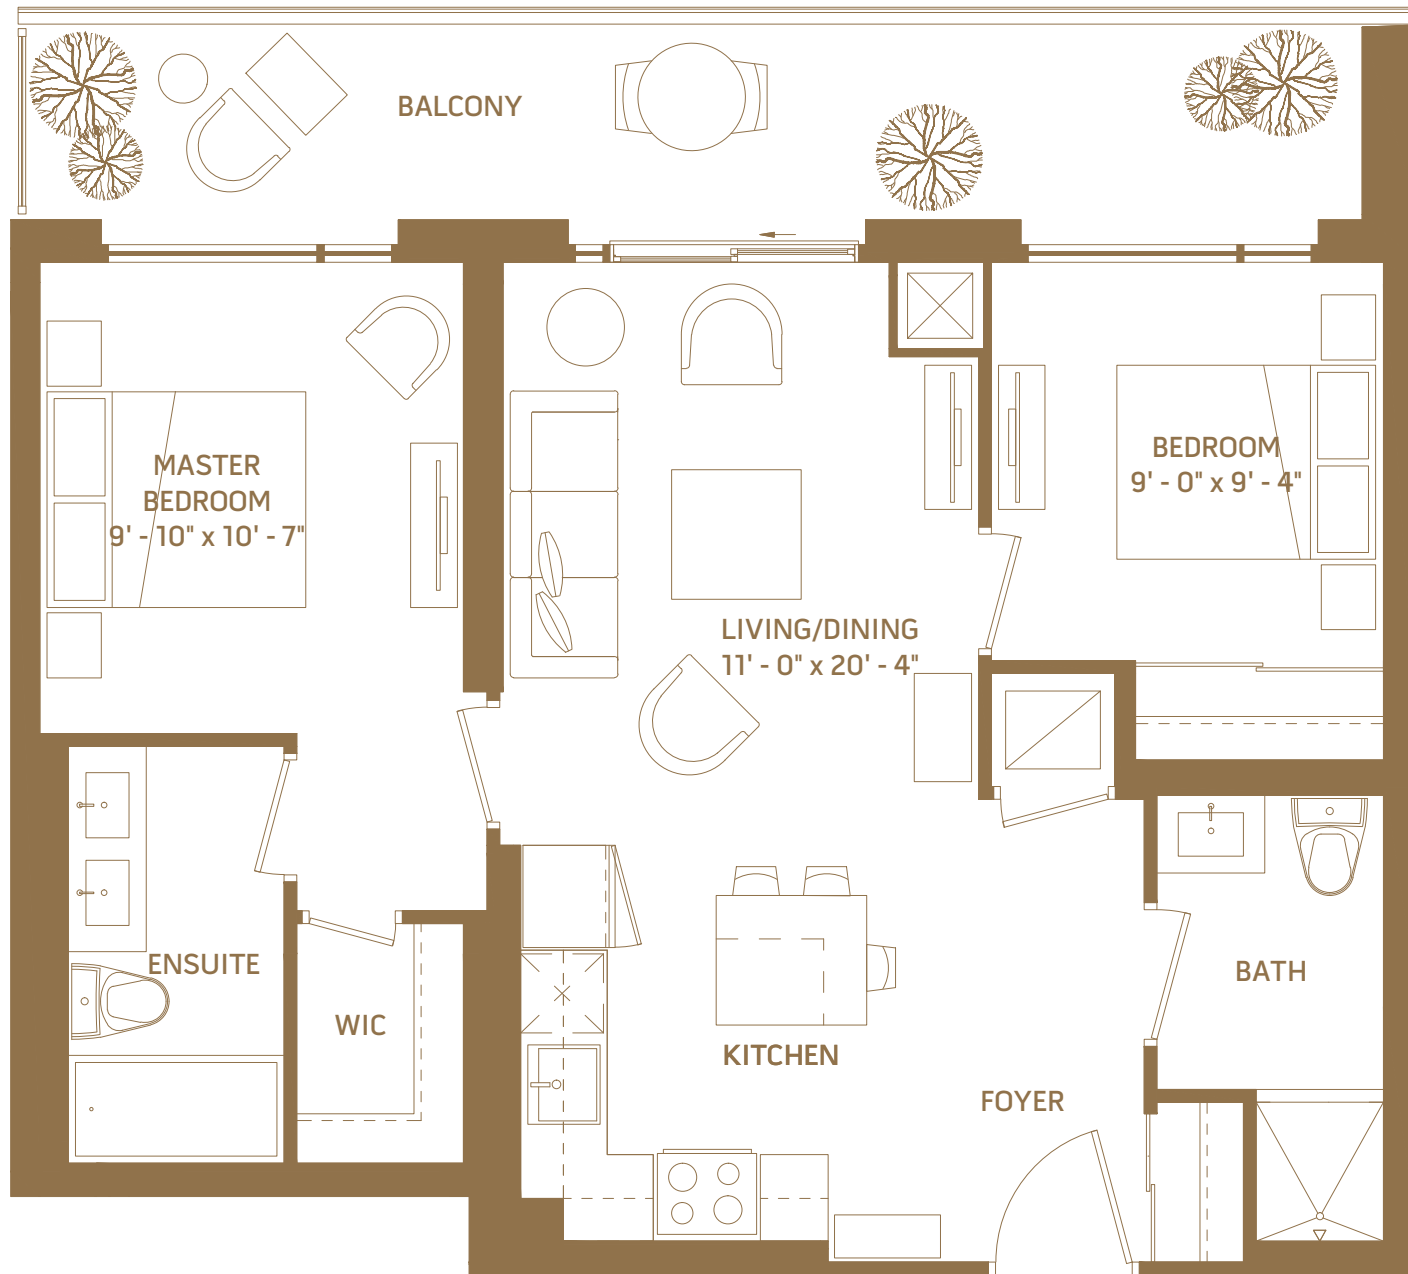 BALCONY
MASTER
BEDROOM
9' - 10" x 10' - 7"
BEDROOM
9' - 0" x 9' - 4"
LIVING/DINING
11' - 0" x 20' - 4"
ENSUITE
WIC
KITCHEN
BATH
FOYER